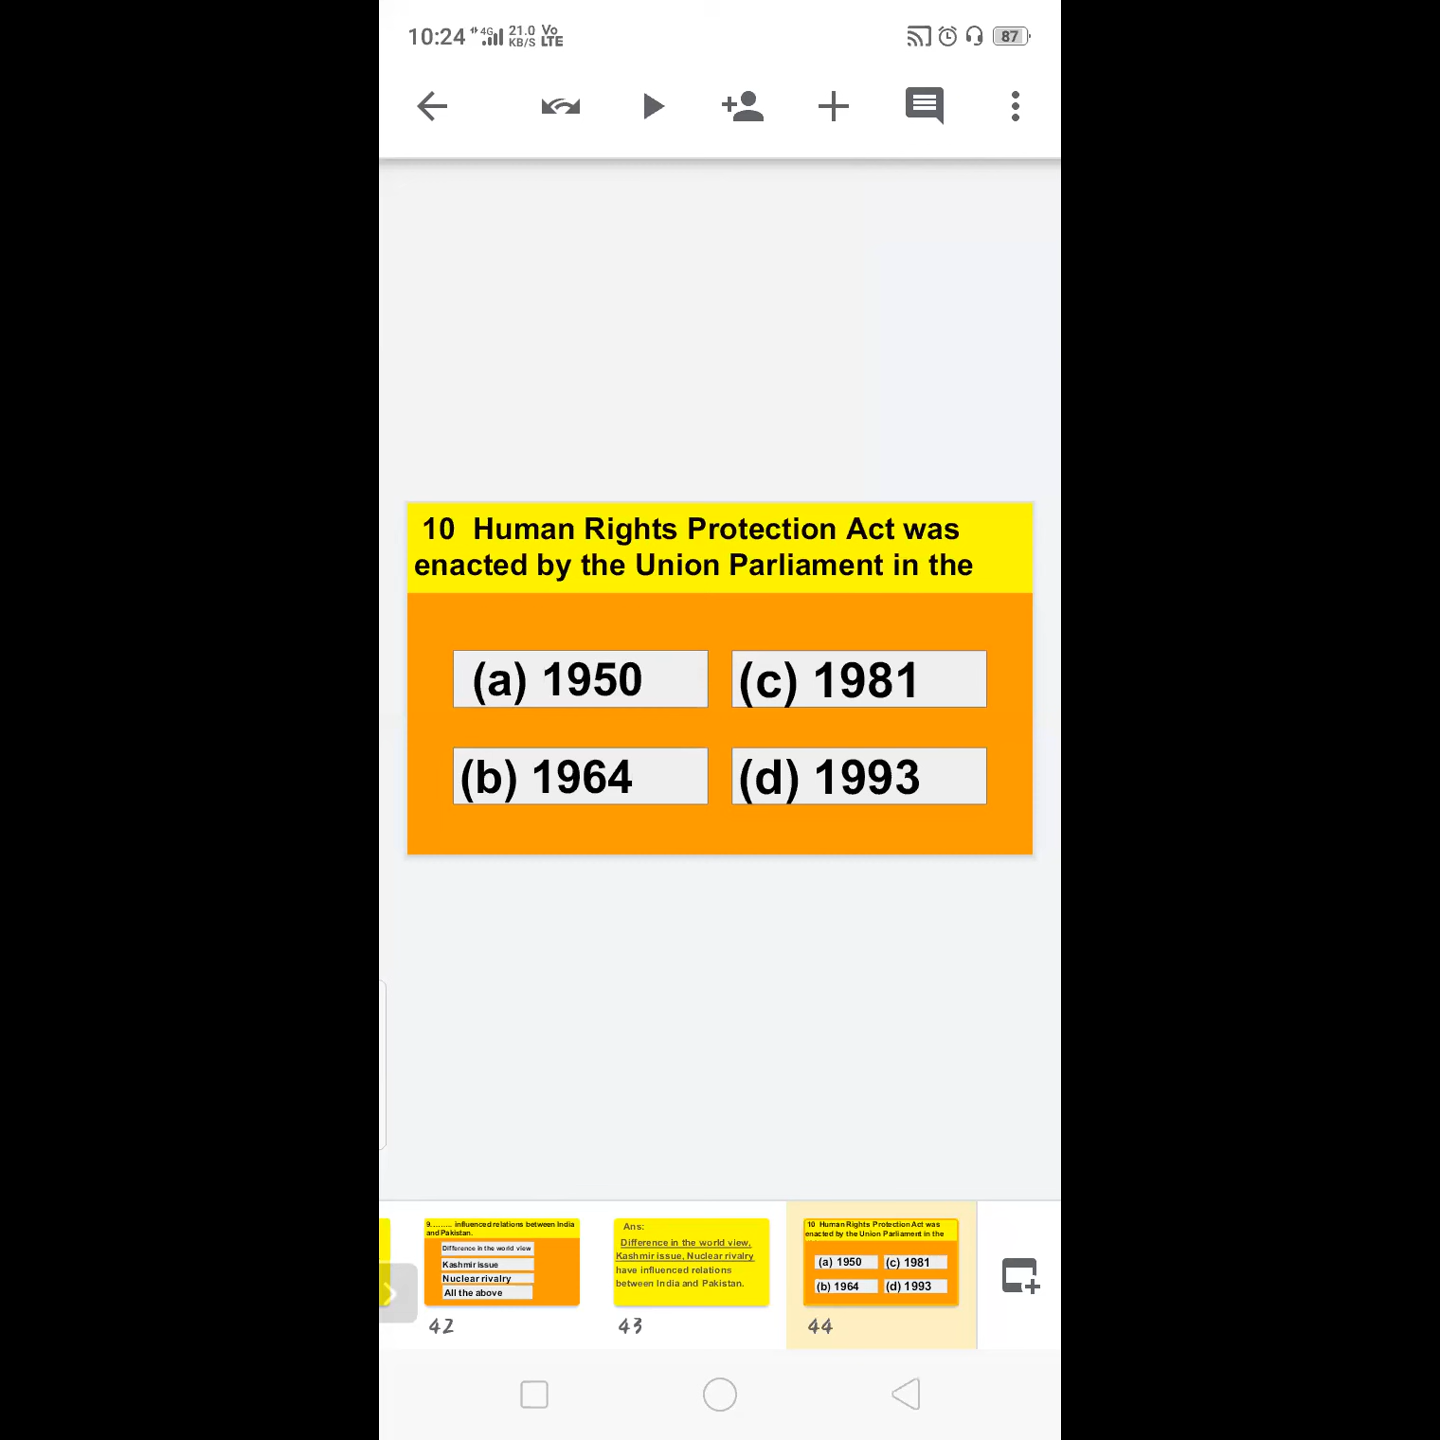 10:24 4G 21.0 KB/S Vo LTE 87
10 Human Rights Protection Act was
enacted by the Union Parliament in the
(a) 1950
(c) 1981
(b) 1964
(d) 1993
9......... influenced relations between India
and Pakistan.
Difference in the world view
Kashmir issue
Nuclear rivalry
All the above
42
Ans:
Difference in the world view,
Kashmir issue, Nuclear rivalry
have influenced relations
between India and Pakistan.
43
10 Human Rights Protection Act was
enacted by the Union Parliament in the
(a) 1950
(c) 1981
(b) 1964
(d) 1993
44